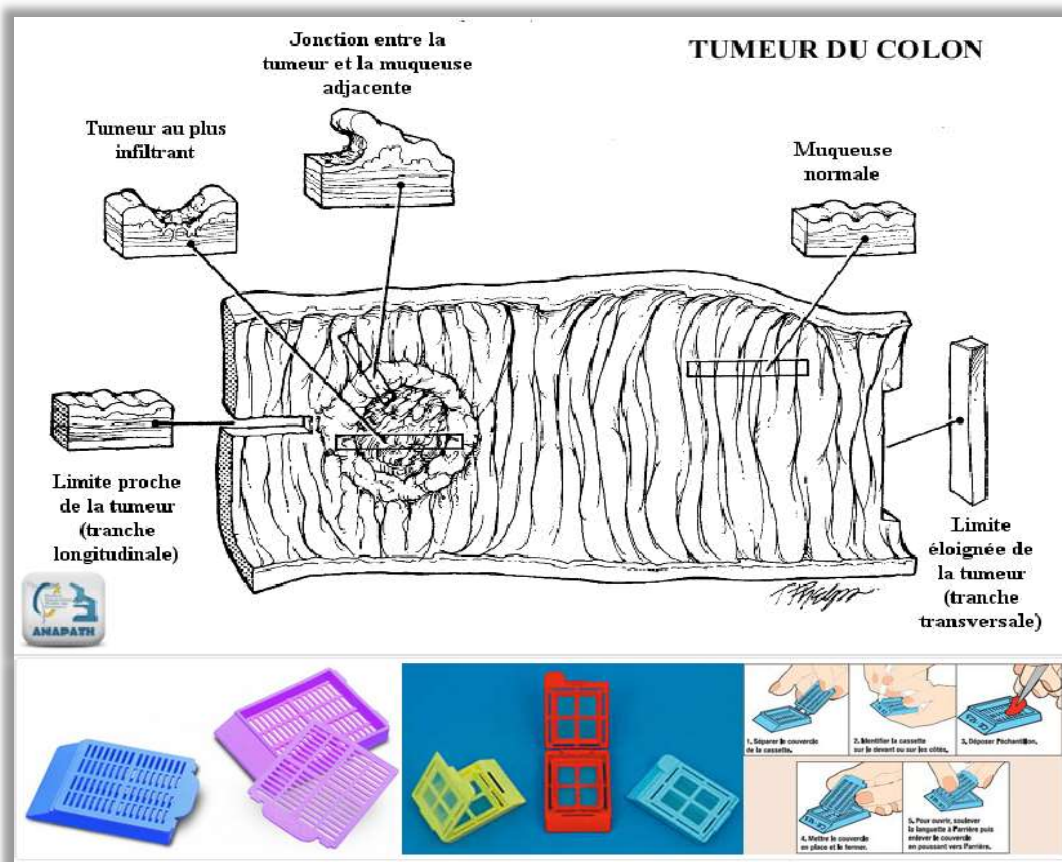 TUMEUR DU COLON
Jonction entre la
tumeur et la muqueuse
adjacente
Tumeur au plus
infiltrant
Muqueuse
normale
Limite proche
de la tumeur
(tranche
longitudinale)
Limite
éloignée de
la tumeur
(tranche
transversale)
ANAPATH
1. Séparer le couvercle
de la cassette.
2. Identifier la cassette
sur le devant ou sur les côtés.
3. Déposer l'échantillon.
4. Mettre le couvercle
en place et le fermer.
5. Pour ouvrir, soulever
la languette à l'arrière puis
enlever le couvercle
en poussant vers l'arrière.